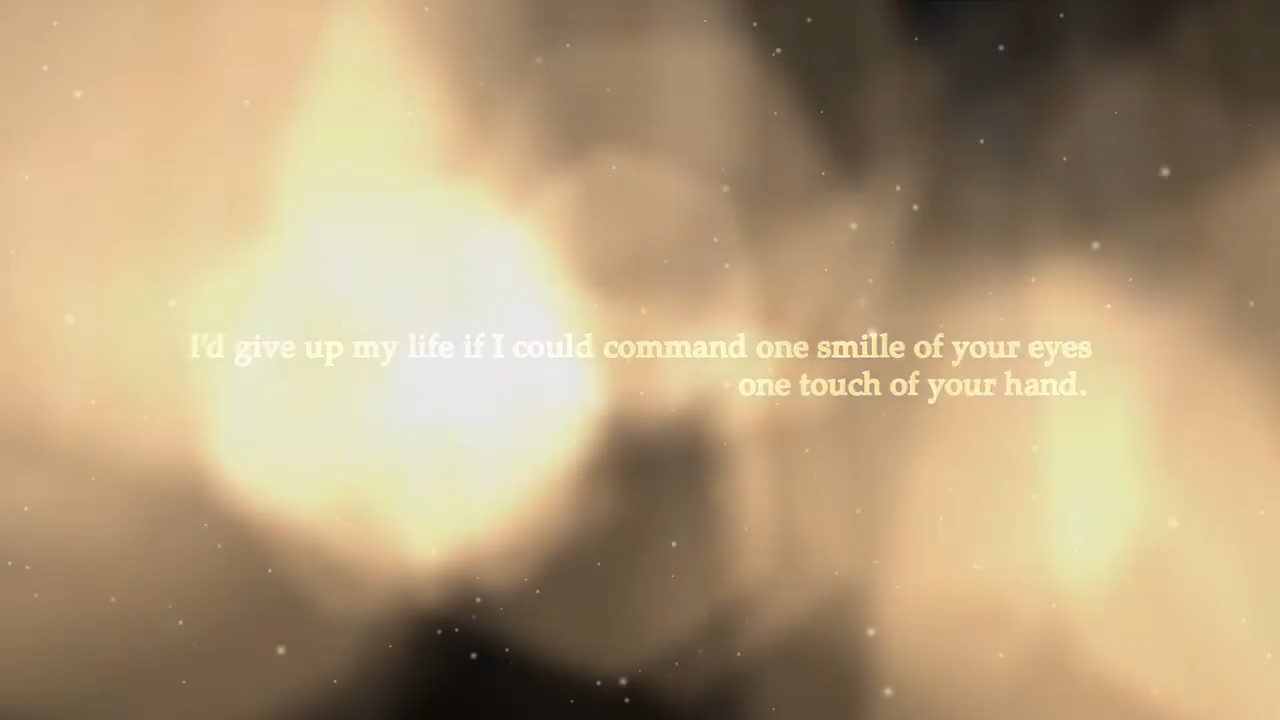 I'd give up my life if I could command one smille of your eyes
one touch of your hand.